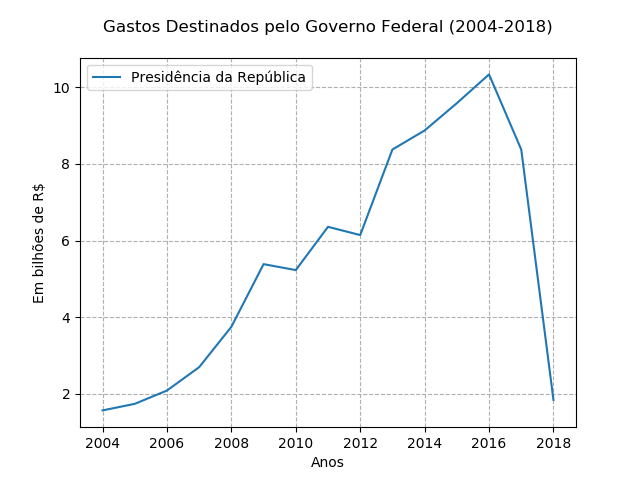 Gastos Destinados pelo Governo Federal (2004-2018)
Presidência da República
10
8
6
4
2
Em bilhões de R$
2004 2006 2008 2010 2012 2014 2016 2018
Anos